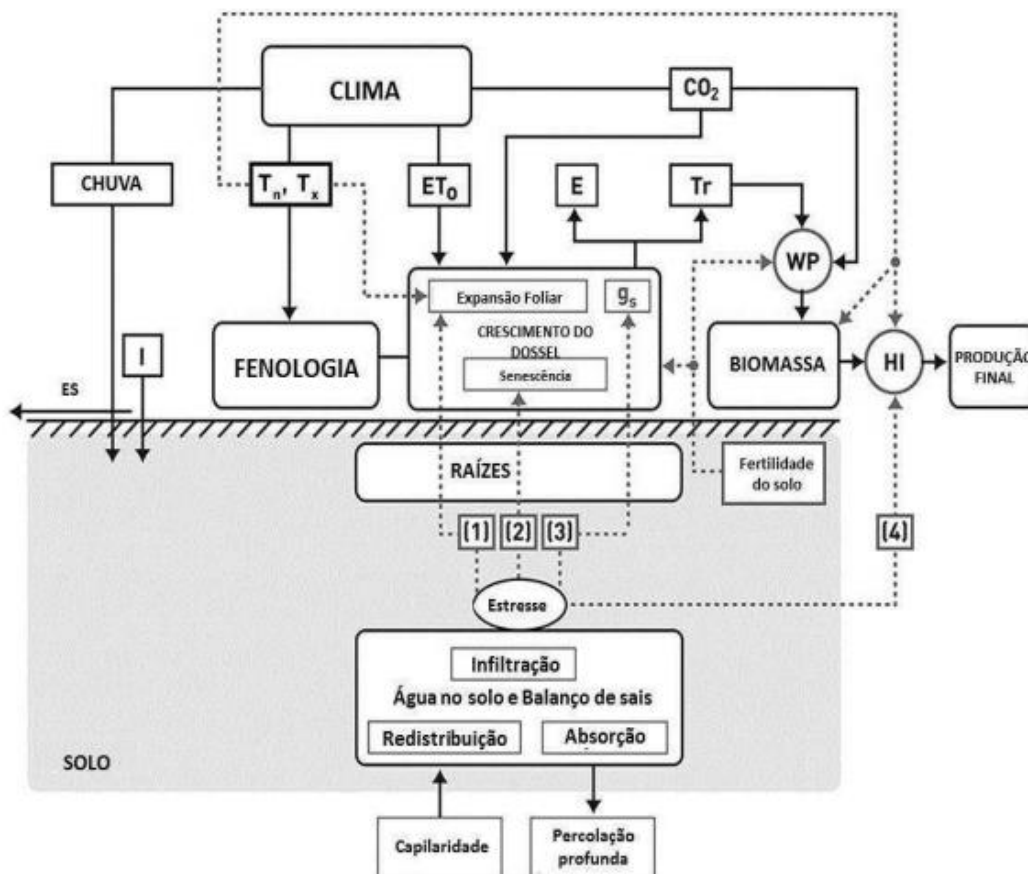 CLIMA
CO₂
CHUVA
Tₙ, Tₓ
ET₀
E
Tr
WP
Expansão Foliar
gₛ
CRESCIMENTO DO
DOSSEL
Senescência
FENOLOGIA
I
ES
BIOMASSA
HI
PRODUÇÃO
FINAL
RAÍZES
Fertilidade
do solo
(1)
(2)
(3)
(4)
Estresse
Infiltração
Água no solo e Balanço de sais
Redistribuição
Absorção
SOLO
Capilaridade
Percolação
profunda